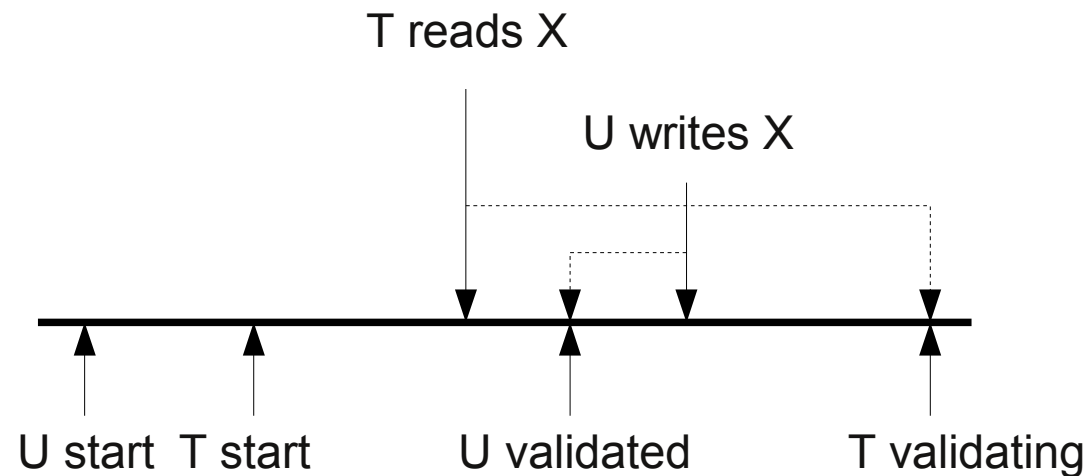 T reads X
U writes X
U start
T start
U validated
T validating